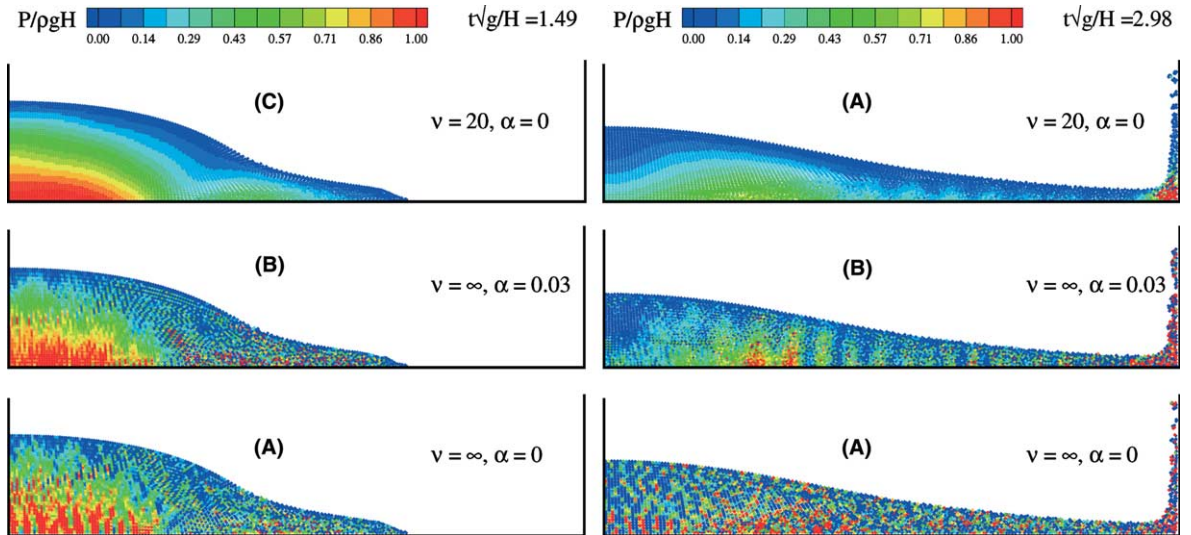 P/ρgH 0.00 0.14 0.29 0.43 0.57 0.71 0.86 1.00 t√g/H=1.49
P/ρgH 0.00 0.14 0.29 0.43 0.57 0.71 0.86 1.00 t√g/H=2.98
(C) ν = 20, α = 0
(A) ν = 20, α = 0
(B) ν = ∞, α = 0.03
(B) ν = ∞, α = 0.03
(A) ν = ∞, α = 0
(A) ν = ∞, α = 0